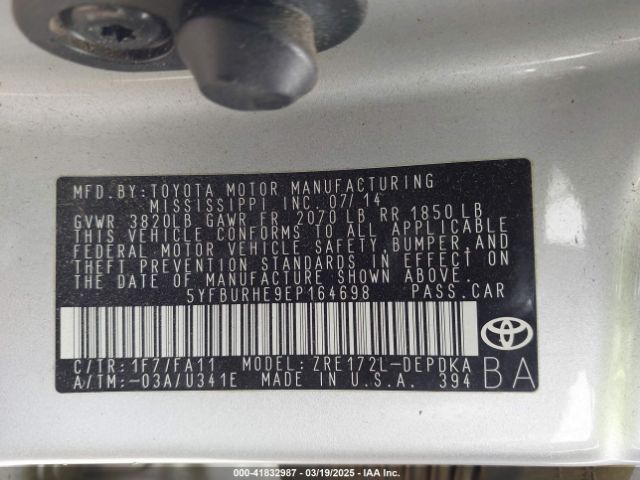 MFD.BY: TOYOTA MOTOR MANUFACTURING
MISSISSIPPI INC. 07/14
GVWR 3820LB GAWR FR 2070 LB RR 1850 LB
THIS VEHICLE CONFORMS TO ALL APPLICABLE
FEDERAL MOTOR VEHICLE SAFETY, BUMPER, AND
THEFT PREVENTION STANDARDS IN EFFECT ON
THE DATE OF MANUFACTURE SHOWN ABOVE.
5YFBURHE9EP164698 PASS.CAR
C/TR: 1F7/FA11 MODEL: ZRE172L-DEPDKA
A/TM: -03A/U341E MADE IN U.S.A. 394
BA
000-41832987 - 03/19/2025 - IAA Inc.